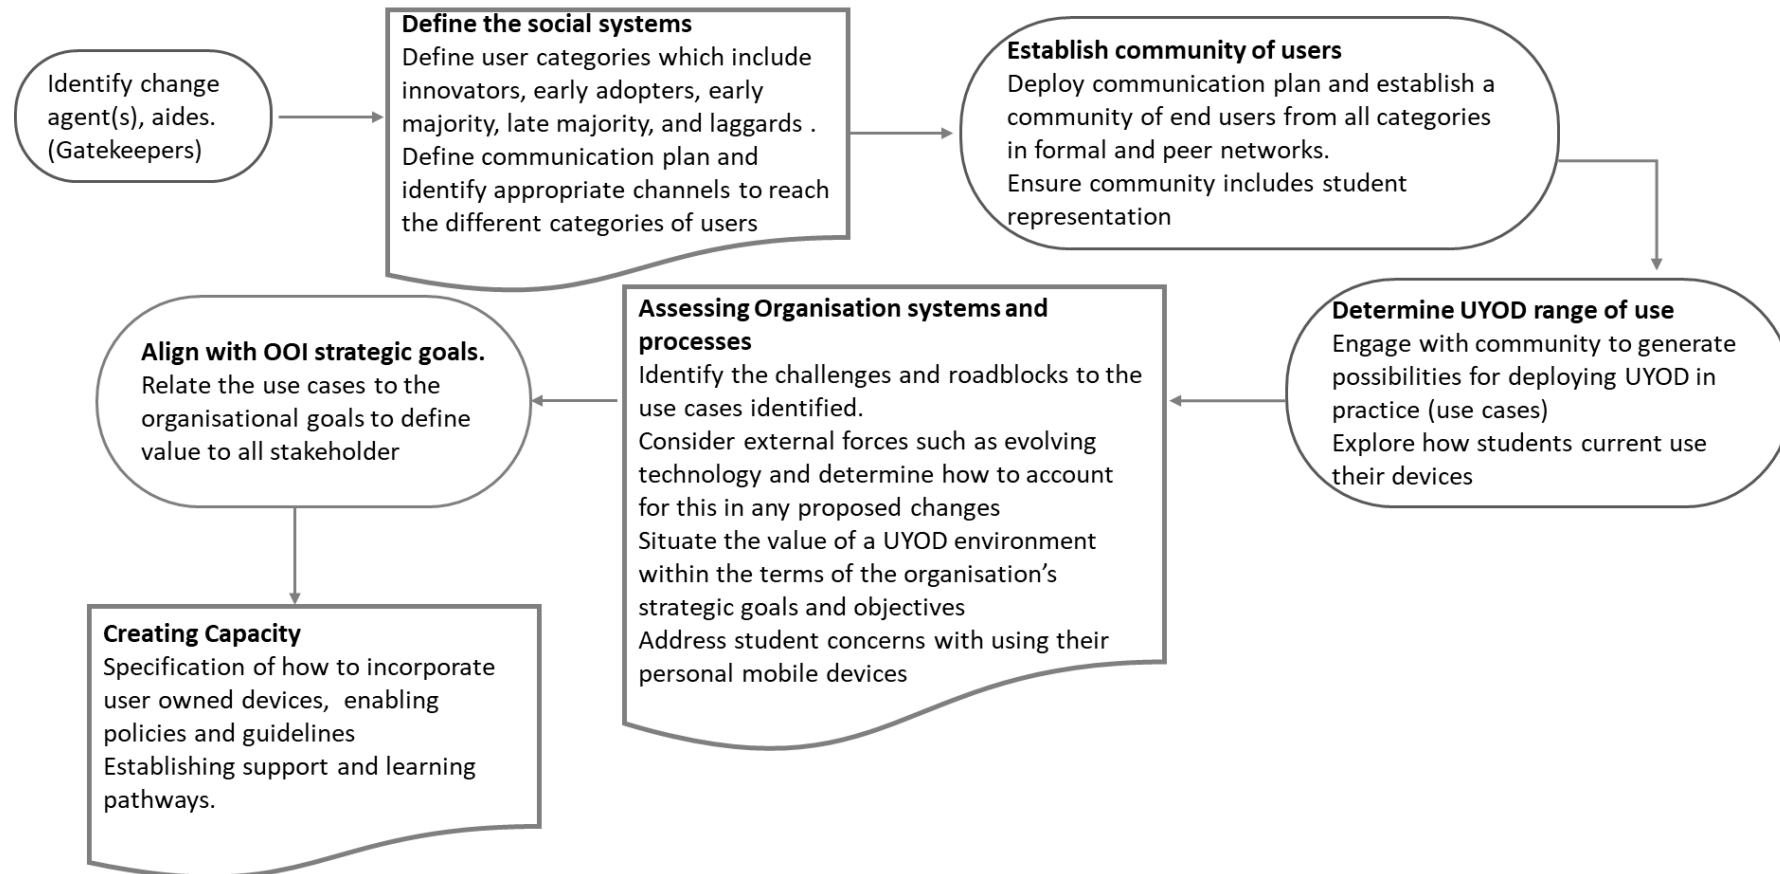 Identify change
agent(s), aides.
(Gatekeepers)
Define the social systems
Define user categories which include
innovators, early adopters, early
majority, late majority, and laggards .
Define communication plan and
identify appropriate channels to reach
the different categories of users
Establish community of users
Deploy communication plan and establish a
community of end users from all categories
in formal and peer networks.
Ensure community includes student
representation
Determine UYOD range of use
Engage with community to generate
possibilities for deploying UYOD in
practice (use cases)
Explore how students current use
their devices
Assessing Organisation systems and
processes
Identify the challenges and roadblocks to the
use cases identified.
Consider external forces such as evolving
technology and determine how to account
for this in any proposed changes
Situate the value of a UYOD environment
within the terms of the organisation’s
strategic goals and objectives
Address student concerns with using their
personal mobile devices
Align with OOI strategic goals.
Relate the use cases to the
organisational goals to define
value to all stakeholder
Creating Capacity
Specification of how to incorporate
user owned devices,  enabling
policies and guidelines
Establishing support and learning
pathways.